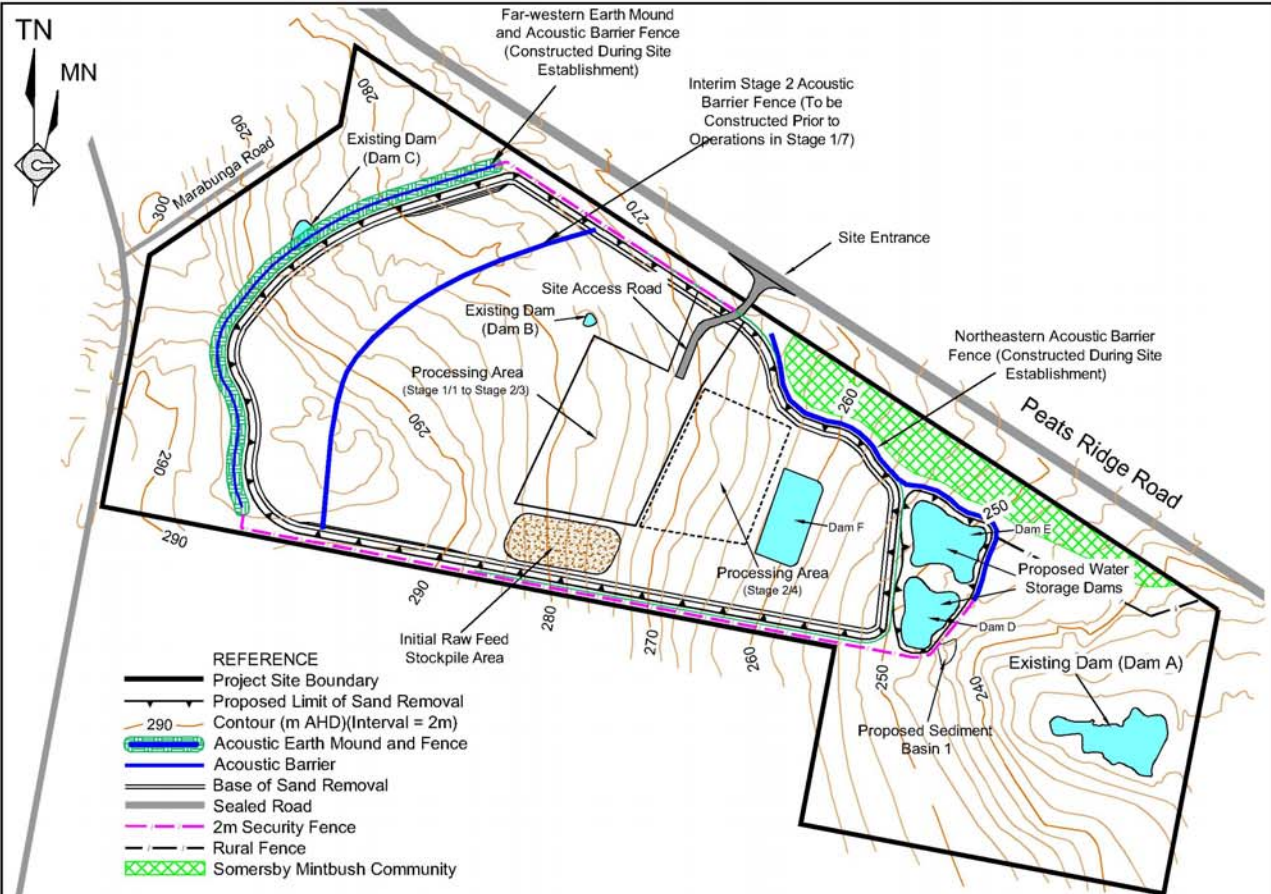 TN
MN
Far-western Earth Mound
and Acoustic Barrier Fence
(Constructed During Site
Establishment)
Interim Stage 2 Acoustic
Barrier Fence (To be
Constructed Prior to
Operations in Stage 1/7)
280
290
Existing Dam
(Dam C)
Marabunga Road
300
270
Site Entrance
Site Access Road
Existing Dam
(Dam B)
Northeastern Acoustic Barrier
Fence (Constructed During Site
Establishment)
Processing Area
(Stage 1/1 to Stage 2/3)
260
290
Peats Ridge Road
290
250
Dam E
Dam F
290
Proposed Water
Storage Dams
Processing Area
(Stage 2/4)
290
280
270
260
250
240
Dam D
Initial Raw Feed
Stockpile Area
Existing Dam (Dam A)
Proposed Sediment
Basin 1
REFERENCE
Project Site Boundary
Proposed Limit of Sand Removal
290 Contour (m AHD)(Interval = 2m)
Acoustic Earth Mound and Fence
Acoustic Barrier
Base of Sand Removal
Sealed Road
2m Security Fence
Rural Fence
Somersby Mintbush Community